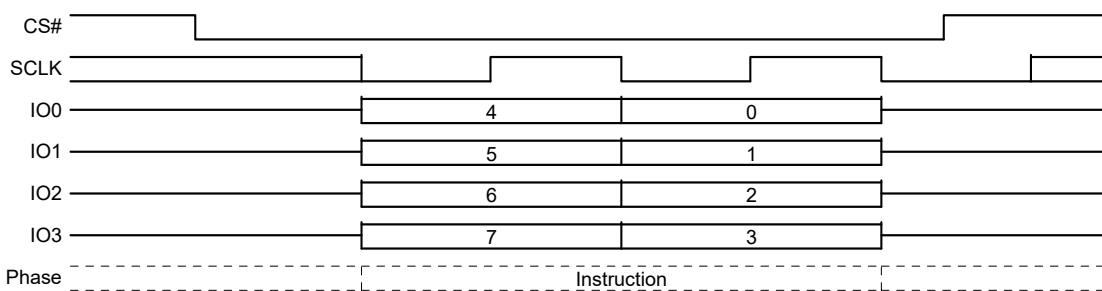 CS#
SCLK
IO0 4 0
IO1 5 1
IO2 6 2
IO3 7 3
Phase Instruction